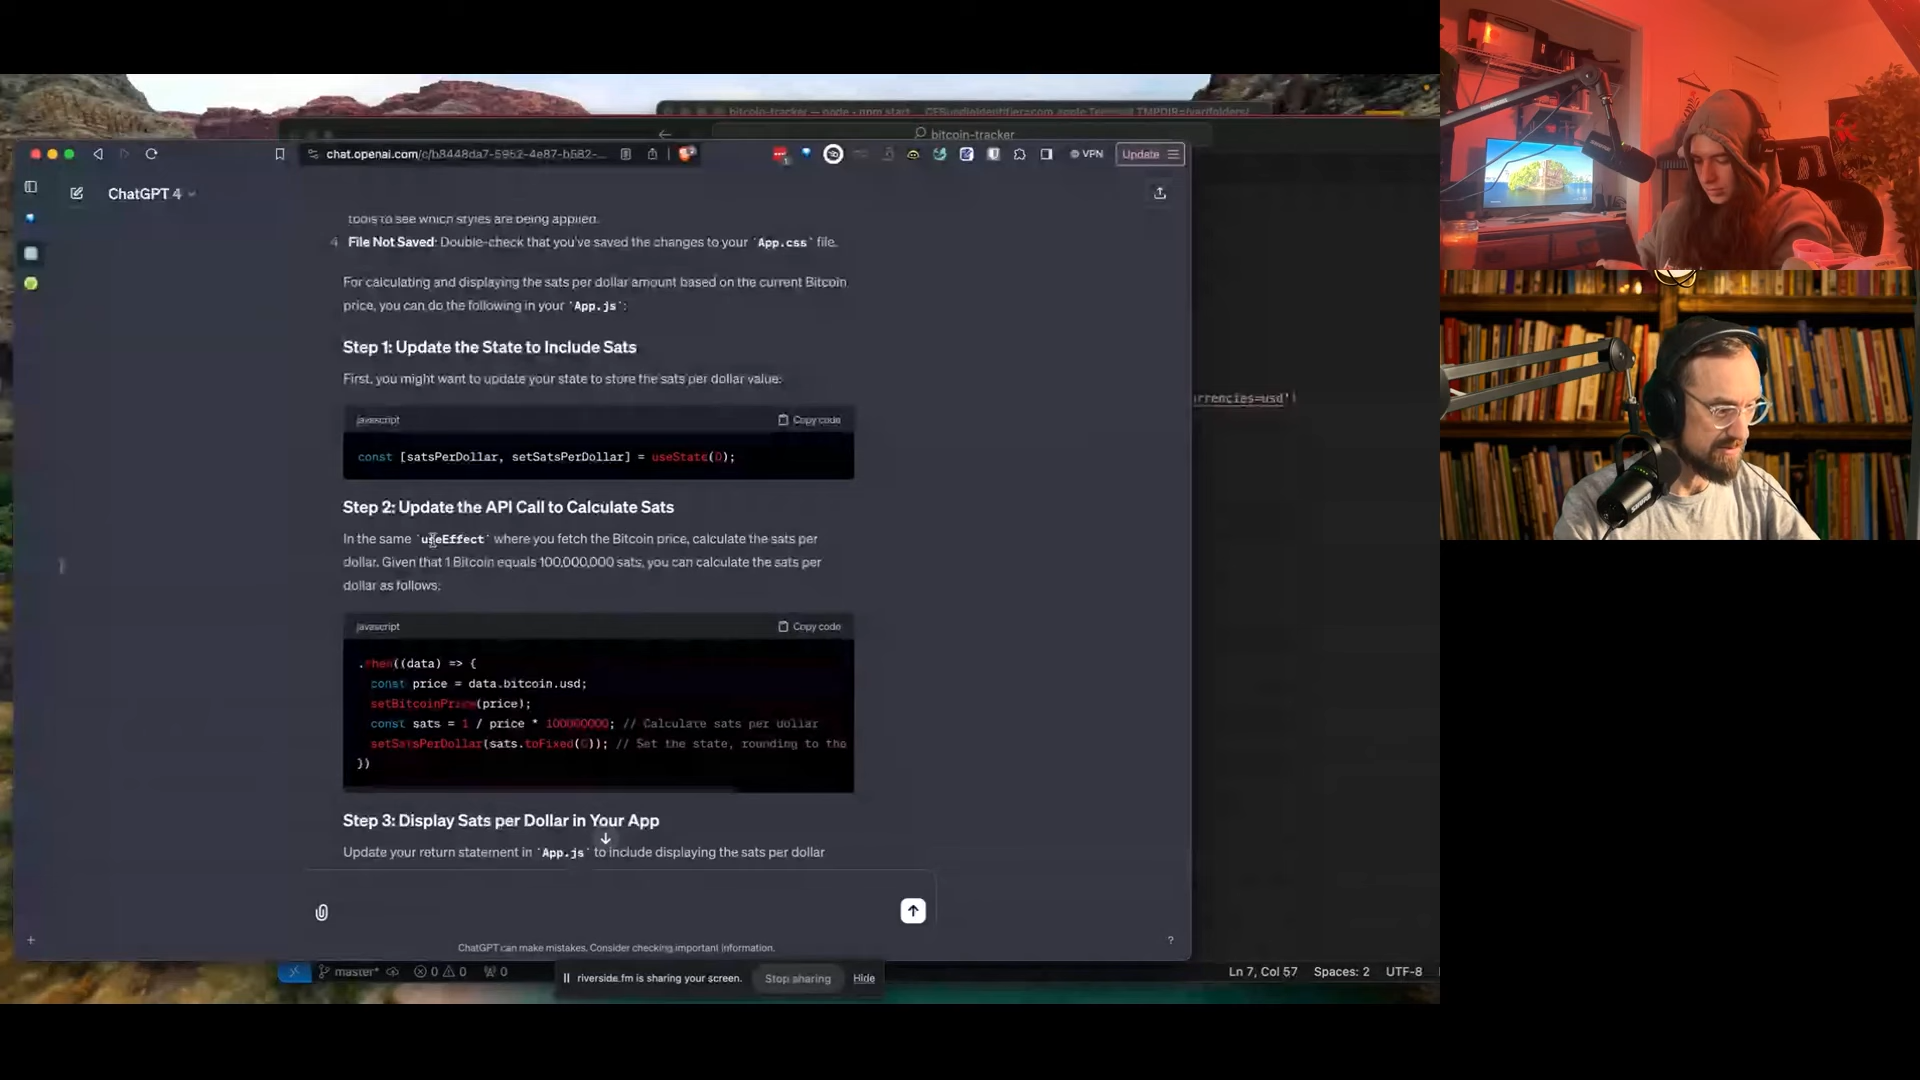 bitcoin-tracker — node - npm start
bitcoin-tracker
chat.openai.com/c/b8448da7-5952-4e87-b582-...
VPN
Update
ChatGPT 4
tools to see which styles are being applied.
4 File Not Saved: Double-check that you've saved the changes to your `App.css` file.
For calculating and displaying the sats per dollar amount based on the current Bitcoin
price, you can do the following in your `App.js`:
Step 1: Update the State to Include Sats
First, you might want to update your state to store the sats per dollar value:
javascript
Copy code
const [satsPerDollar, setSatsPerDollar] = useState(0);
rrencies=usd')
Step 2: Update the API Call to Calculate Sats
In the same `useEffect` where you fetch the Bitcoin price, calculate the sats per
dollar. Given that 1 Bitcoin equals 100,000,000 sats, you can calculate the sats per
dollar as follows:
javascript
Copy code
.then((data) => {
const price = data.bitcoin.usd;
setBitcoinPrice(price);
const sats = 1 / price * 100000000; // Calculate sats per dollar
setSatsPerDollar(sats.toFixed(0)); // Set the state, rounding to the
})
Step 3: Display Sats per Dollar in Your App
Update your return statement in `App.js` to include displaying the sats per dollar
ChatGPT can make mistakes. Consider checking important information.
?
master*
0 0
0
riverside.fm is sharing your screen.
Stop sharing
Hide
Ln 7, Col 57
Spaces: 2
UTF-8